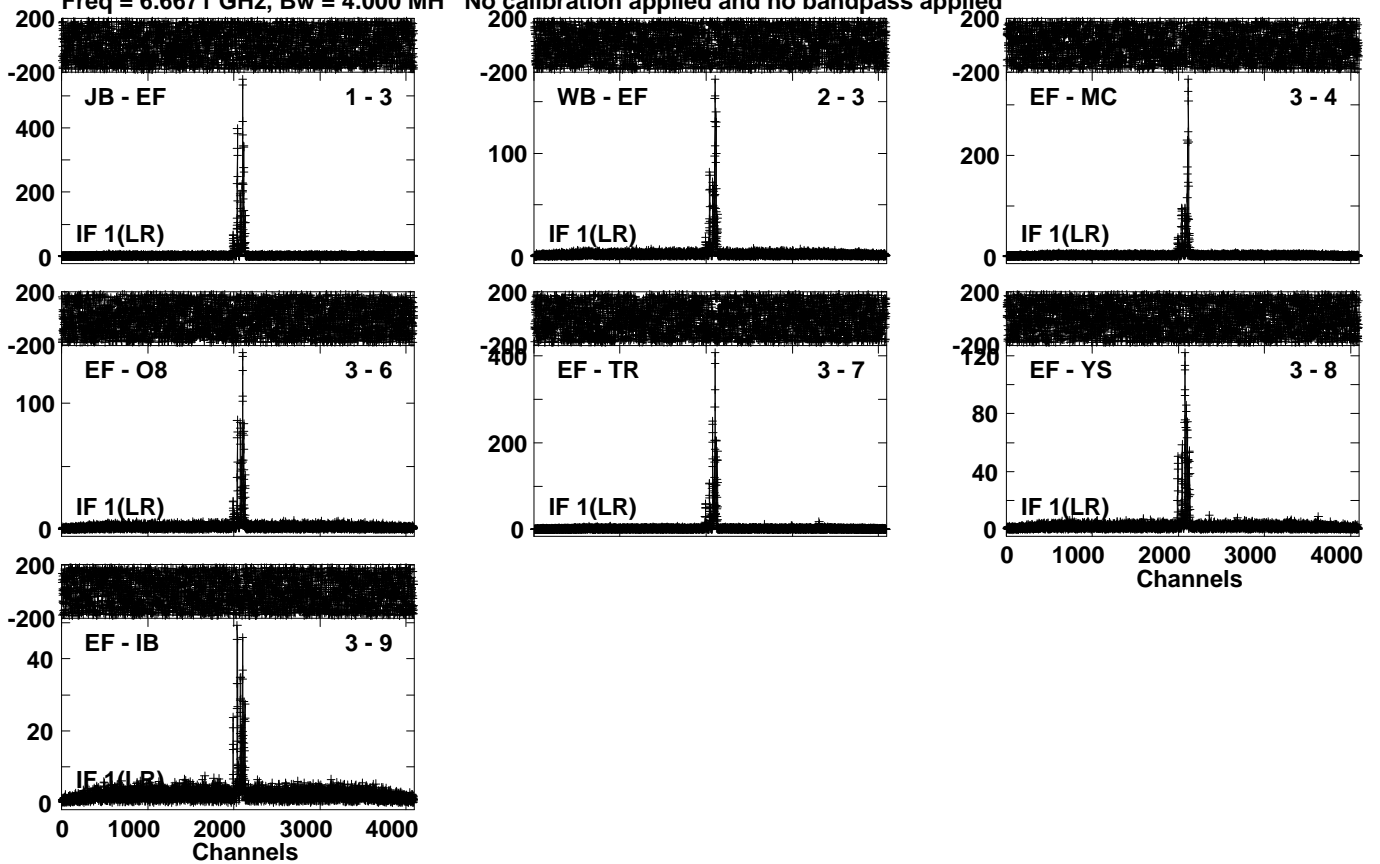 Freq = 6.6671 GHz, Bw = 4.000 MH No calibration applied and no bandpass applied
200 200 200
-200 -200 -200
JB - EF 1 - 3 WB - EF 2 - 3 EF - MC 3 - 4
400
200 100 200
IF 1(LR) IF 1(LR) IF 1(LR)
0 0 0
200 200 200
-200 -200 -200
400 120
EF - O8 3 - 6 EF - TR 3 - 7 EF - YS 3 - 8
100 200 80
40
IF 1(LR) IF 1(LR) IF 1(LR)
0 0 0
0 1000 2000 3000 4000
Channels
200
-200
EF - IB 3 - 9
40
20
IF 1(LR)
0
0 1000 2000 3000 4000
Channels